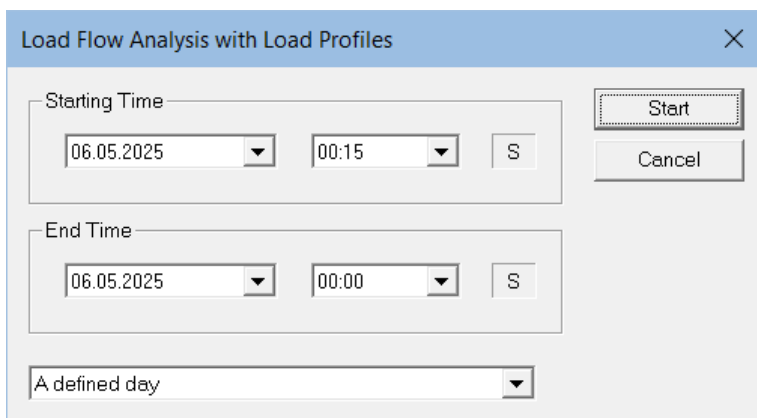 Load Flow Analysis with Load Profiles
Starting Time
Start
06.05.2025 00:15 S
Cancel
End Time
06.05.2025 00:00 S
A defined day